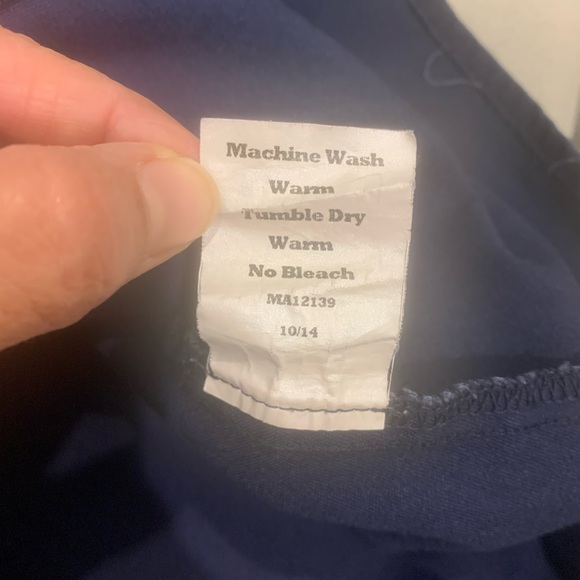 Machine Wash
Warm
Tumble Dry
Warm
No Bleach
MA12139
10/14